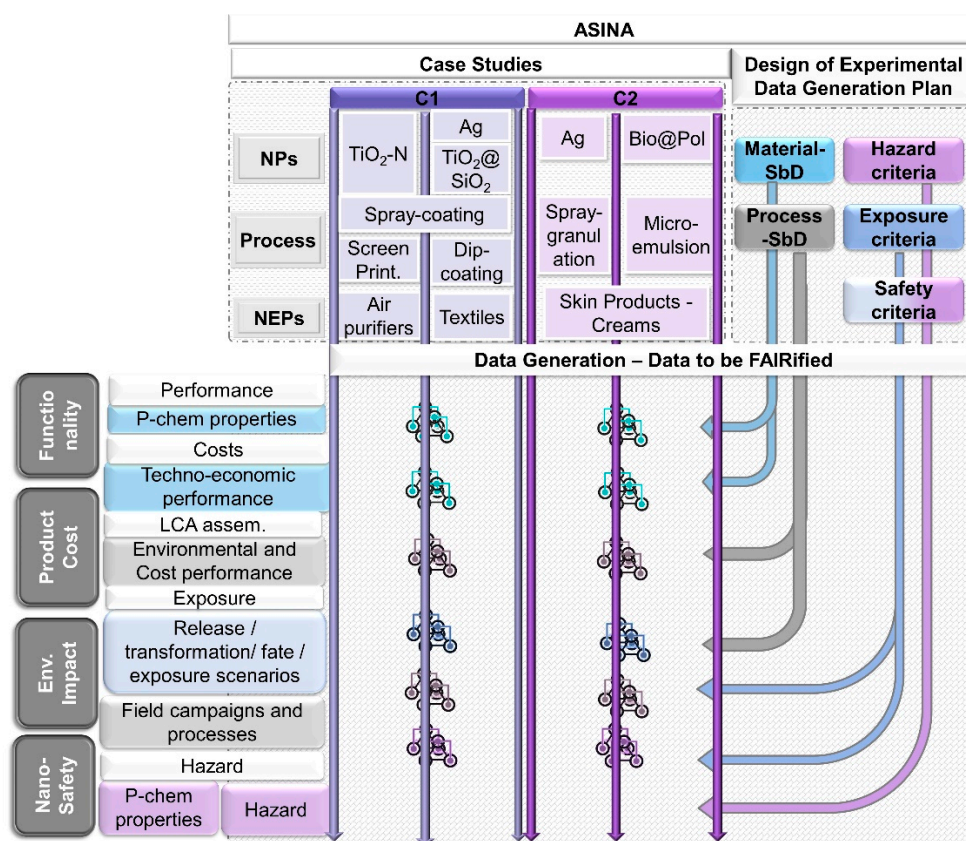 ASINA
Case Studies
Design of Experimental
Data Generation Plan
C1
C2
NPs
TiO₂-N
Ag
TiO₂@
SiO₂
Ag
Bio@Pol
Material-
SbD
Hazard
criteria
Process
Spray-coating
Screen
Print.
Dip-
coating
Spray-
granul
ation
Micro-
emulsion
Process
-SbD
Exposure
criteria
NEPs
Air
purifiers
Textiles
Skin Products -
Creams
Safety
criteria
Data Generation – Data to be FAIRified
Functio
nality
Product
Cost
Env.
Impact
Nano-
Safety
Performance
P-chem properties
Costs
Techno-economic
performance
LCA assem.
Environmental and
Cost performance
Exposure
Release /
transformation/ fate /
exposure scenarios
Field campaigns and
processes
Hazard
P-chem
properties
Hazard